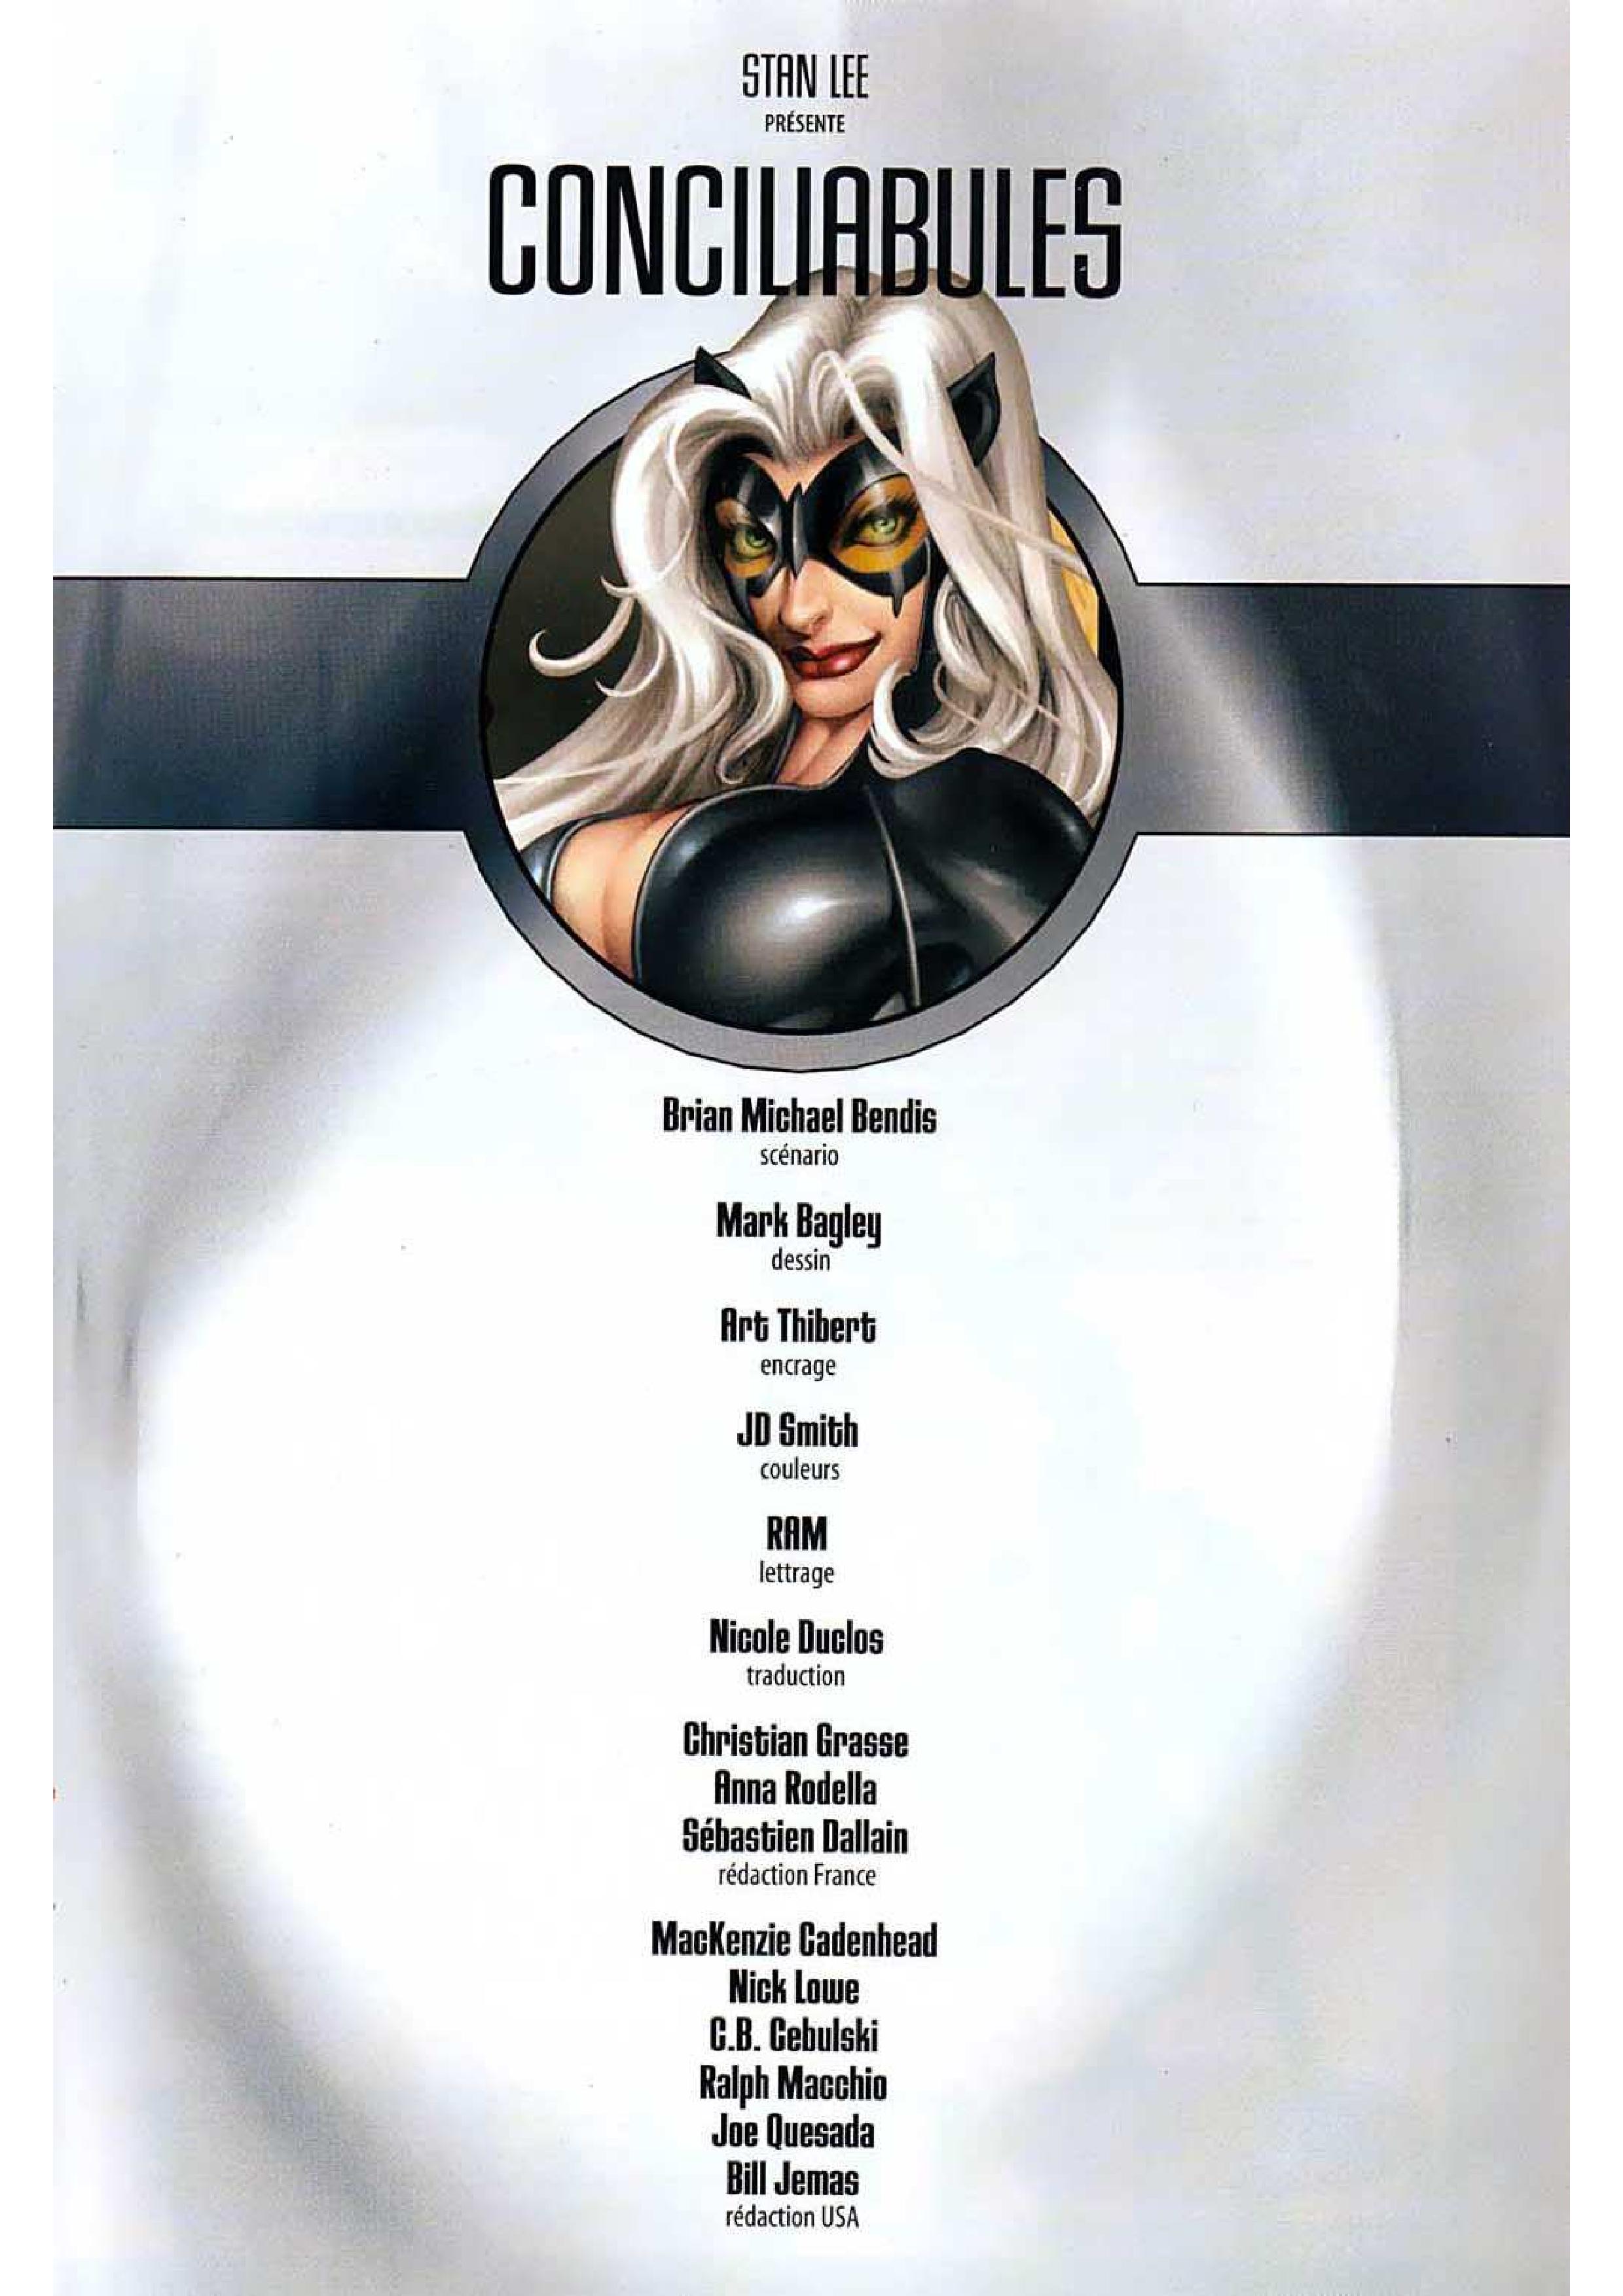 STAN LEE
PRÉSENTE
CONCILIABULES
Brian Michael Bendis
scénario
Mark Bagley
dessin
Art Thibert
encrage
JD Smith
couleurs
RAM
lettrage
Nicole Duclos
traduction
Christian Grasse
Anna Rodella
Sébastien Dallain
rédaction France
MacKenzie Cadenhead
Nick Lowe
C.B. Cebulski
Ralph Macchio
Joe Quesada
Bill Jemas
rédaction USA